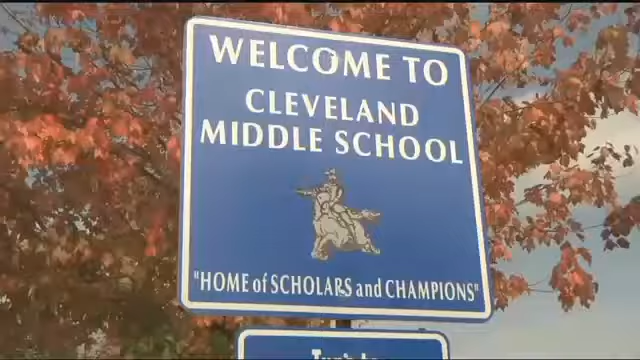 WELCOME TO
CLEVELAND
MIDDLE SCHOOL
"HOME of SCHOLARS and CHAMPIONS"